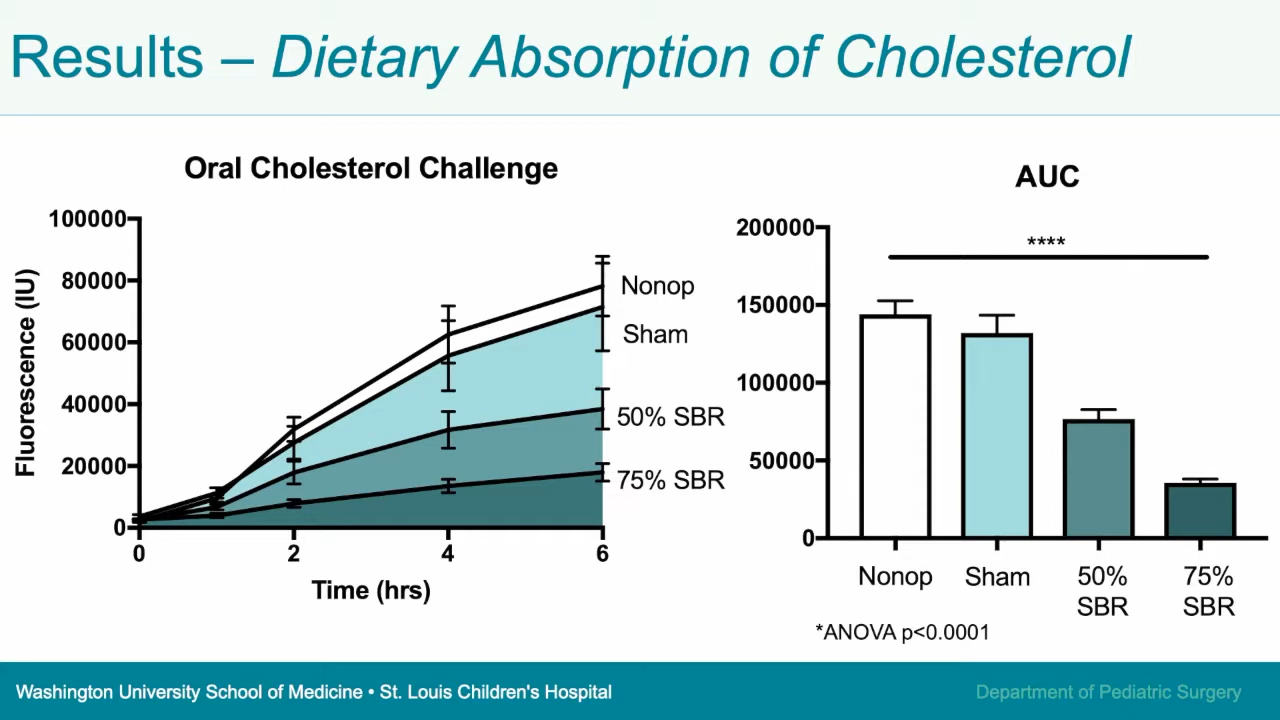 Results – Dietary Absorption of Cholesterol
Oral Cholesterol Challenge
100000
80000
60000
40000
20000
0
Fluorescence (IU)
0 2 4 6
Time (hrs)
Nonop
Sham
50% SBR
75% SBR
AUC
200000
150000
100000
50000
0
****
Nonop Sham 50% 75%
SBR SBR
*ANOVA p<0.0001
Washington University School of Medicine • St. Louis Children's Hospital
Department of Pediatric Surgery